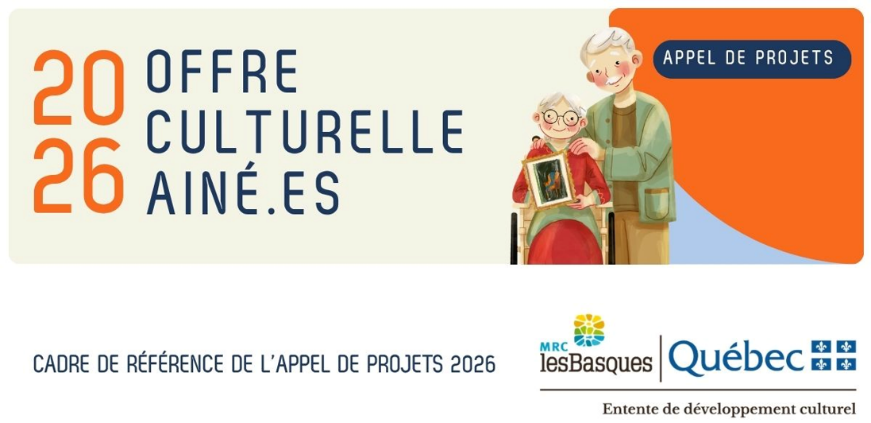 20
26
OFFRE
CULTURELLE
AINÉ.ES
APPEL DE PROJETS
CADRE DE RÉFÉRENCE DE L'APPEL DE PROJETS 2026
MRC
lesBasques
Québec
Entente de développement culturel